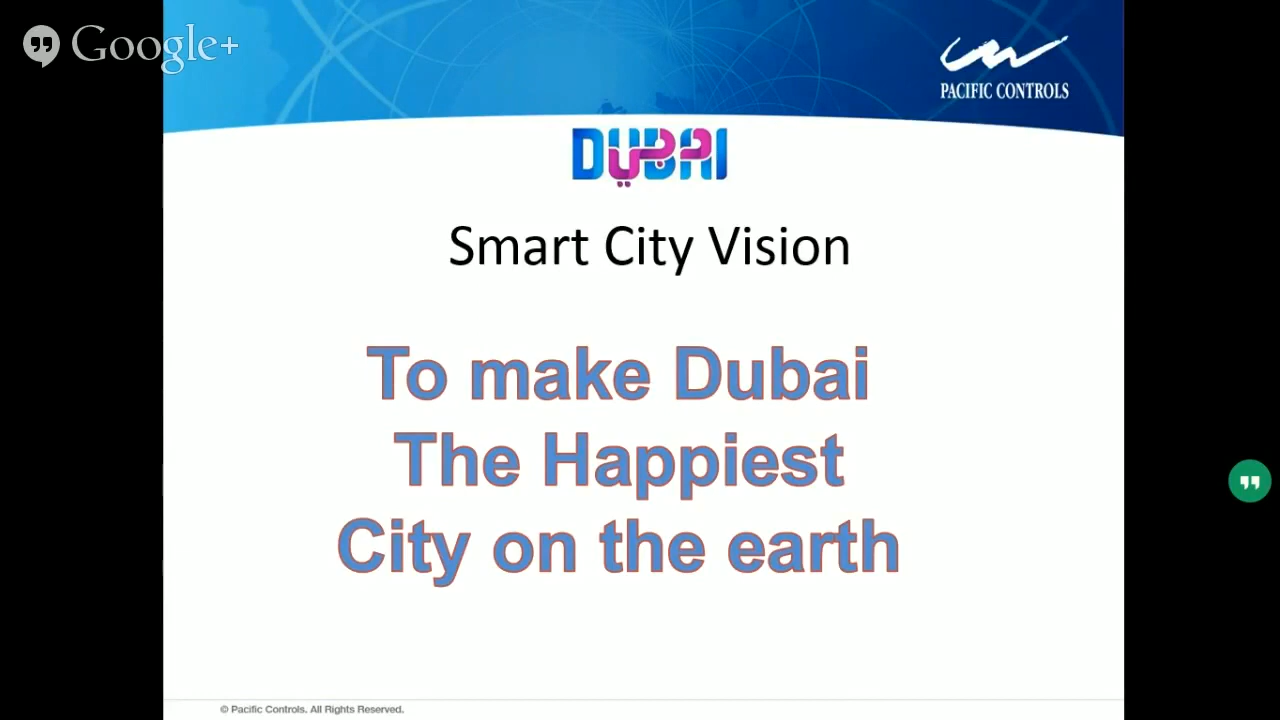 Google+
PACIFIC CONTROLS
DUBAI
دبي
Smart City Vision
To make Dubai
The Happiest
City on the earth
© Pacific Controls. All Rights Reserved.